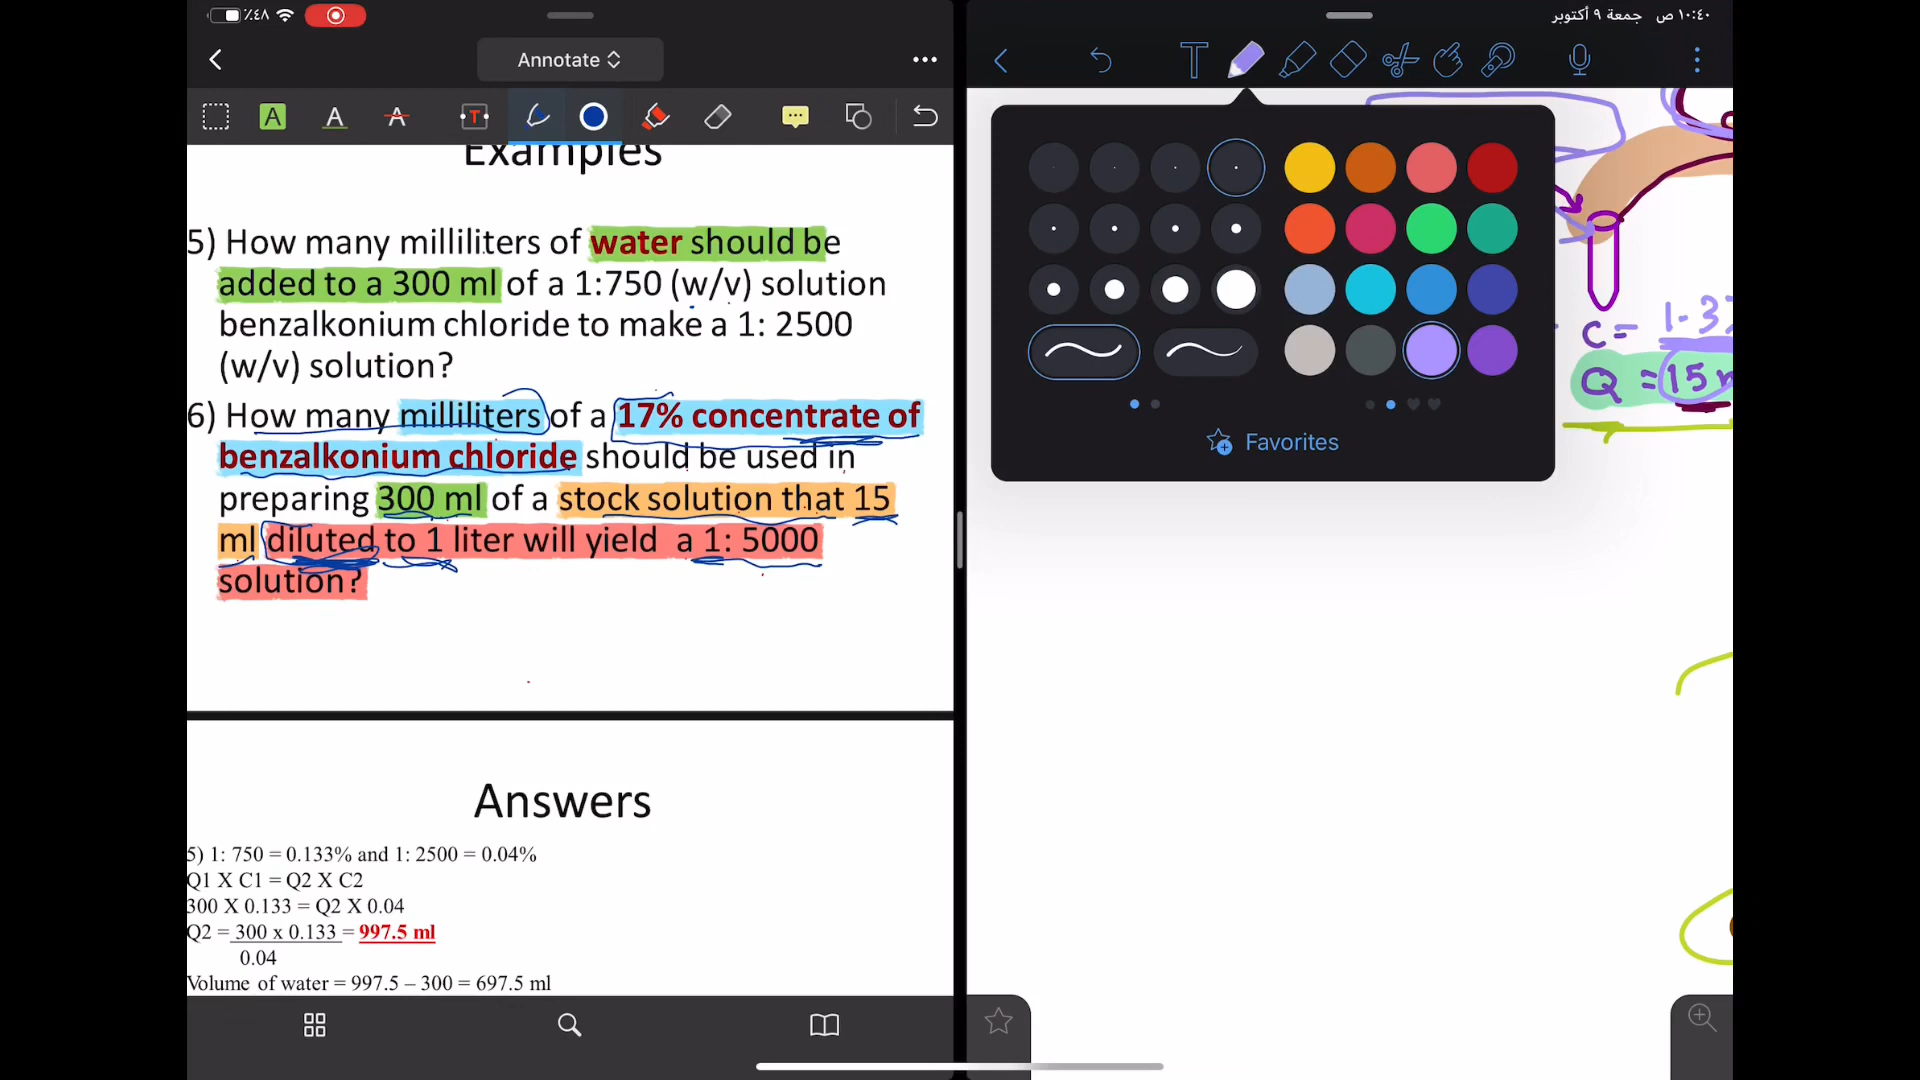 ٪٤٨
Annotate
A A A T
Examples
5) How many milliliters of water should be
added to a 300 ml of a 1:750 (w/v) solution
benzalkonium chloride to make a 1: 2500
(w/v) solution?
6) How many milliliters of a 17% concentrate of
benzalkonium chloride should be used in
preparing 300 ml of a stock solution that 15
ml diluted to 1 liter will yield a 1: 5000
solution?
Answers
5) 1: 750 = 0.133% and 1: 2500 = 0.04%
Q1 X C1 = Q2 X C2
300 X 0.133 = Q2 X 0.04
Q2 = 300 x 0.133 = 997.5 ml
0.04
Volume of water = 997.5 – 300 = 697.5 ml
١٠:٤٠ ص جمعة ٩ أكتوبر
T
Favorites
C = 1.3
Q = 15